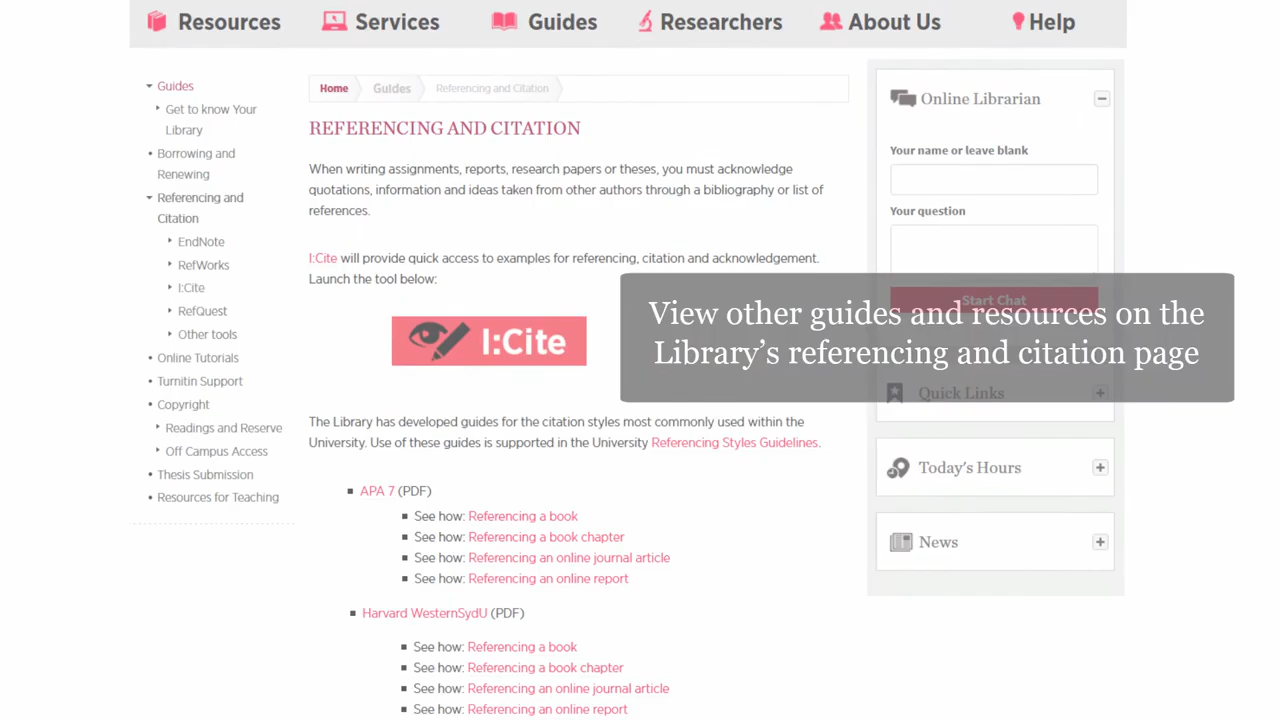 Resources
Services
Guides
Researchers
About Us
Help
Guides
Get to know Your
Library
Borrowing and
Renewing
Referencing and
Citation
EndNote
RefWorks
I:Cite
RefQuest
Other tools
Online Tutorials
Turnitin Support
Copyright
Readings and Reserve
Off Campus Access
Thesis Submission
Resources for Teaching
Home
Guides
Referencing and Citation
REFERENCING AND CITATION
When writing assignments, reports, research papers or theses, you must acknowledge
quotations, information and ideas taken from other authors through a bibliography or list of
references.
I:Cite will provide quick access to examples for referencing, citation and acknowledgement.
Launch the tool below:
I:Cite
The Library has developed guides for the citation styles most commonly used within the
University. Use of these guides is supported in the University Referencing Styles Guidelines.
APA 7 (PDF)
See how: Referencing a book
See how: Referencing a book chapter
See how: Referencing an online journal article
See how: Referencing an online report
Harvard WesternSydU (PDF)
See how: Referencing a book
See how: Referencing a book chapter
See how: Referencing an online journal article
See how: Referencing an online report
Online Librarian
Your name or leave blank
Your question
Start Chat
View other guides and resources on the
Library's referencing and citation page
Quick Links
Today's Hours
News